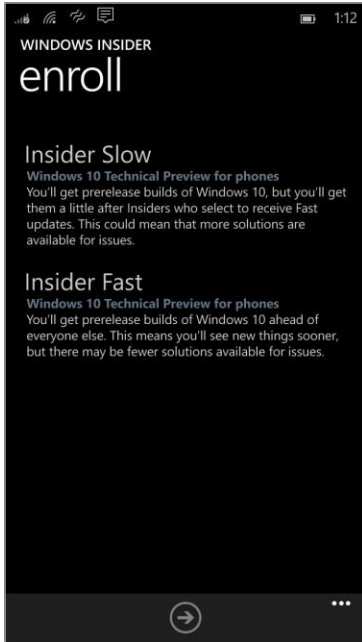 1:12
WINDOWS INSIDER
enroll
Insider Slow
Windows 10 Technical Preview for phones
You'll get prerelease builds of Windows 10, but you'll get
them a little after Insiders who select to receive Fast
updates. This could mean that more solutions are
available for issues.
Insider Fast
Windows 10 Technical Preview for phones
You'll get prerelease builds of Windows 10 ahead of
everyone else. This means you'll see new things sooner,
but there may be fewer solutions available for issues.